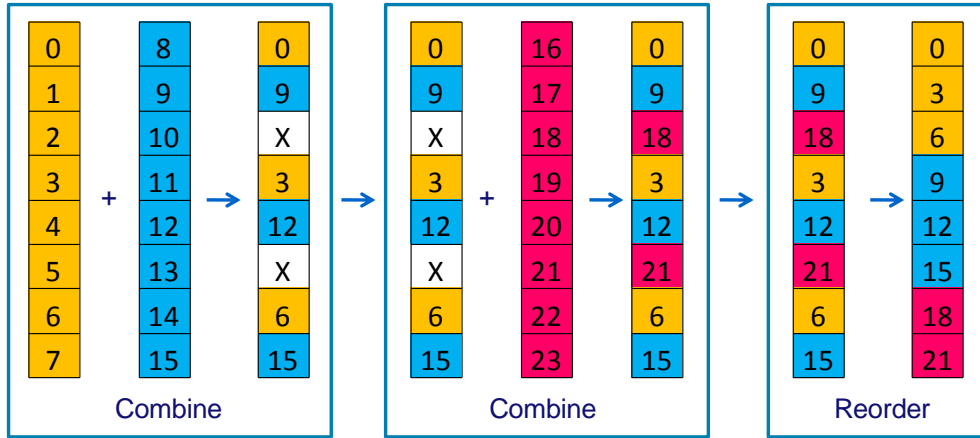 0 8 0 0 16 0 0 0
1 9 9 9 17 9 9 3
2 10 X X 18 18 18 6
3 + 11 3 3 + 19 3 3 9
4 12 12 12 20 12 12 12
5 13 X X 21 21 21 15
6 14 6 6 22 6 6 18
7 15 15 15 23 15 15 21
Combine Combine Reorder